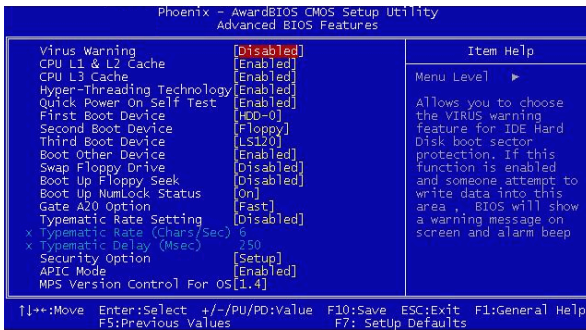 Phoenix - AwardBIOS CMOS Setup Utility
Advanced BIOS Features
Virus Warning [Disabled]
CPU L1 & L2 Cache [Enabled]
CPU L3 Cache [Enabled]
Hyper-Threading Technology[Enabled]
Quick Power On Self Test [Enabled]
First Boot Device [HDD-0]
Second Boot Device [Floppy]
Third Boot Device [LS120]
Boot Other Device [Enabled]
Swap Floppy Drive [Disabled]
Boot Up Floppy Seek [Disabled]
Boot Up NumLock Status [On]
Gate A20 Option [Fast]
Typematic Rate Setting [Disabled]
x Typematic Rate (Chars/Sec) 6
x Typematic Delay (Msec) 250
Security Option [Setup]
APIC Mode [Enabled]
MPS Version Control For OS[1.4]
Item Help
Menu Level ►
Allows you to choose
the VIRUS warning
feature for IDE Hard
Disk boot sector
protection. If this
function is enabled
and someone attempt to
write data into this
area , BIOS will show
a warning message on
screen and alarm beep
↑↓→←:Move Enter:Select +/-/PU/PD:Value F10:Save ESC:Exit F1:General Help
F5:Previous Values F7: Setup Defaults